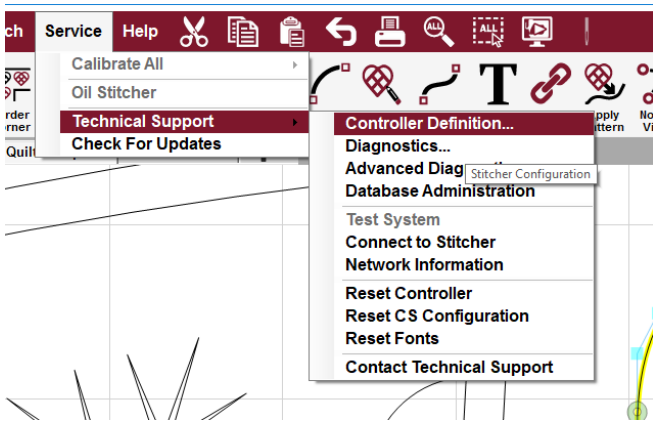 ch Service Help
ALL
ALL
Calibrate All
Oil Stitcher
Technical Support
Check For Updates
T
rder
rner
Quilt
pply
ttern
No
Vi
Controller Definition...
Diagnostics...
Advanced Diag
Stitcher Configuration
Database Administration
Test System
Connect to Stitcher
Network Information
Reset Controller
Reset CS Configuration
Reset Fonts
Contact Technical Support